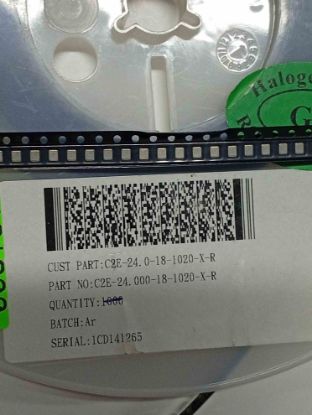 Haloge
R
G
CUST PART:C2E-24.0-18-1020-X-R
PART NO:C2E-24.000-18-1020-X-R
QUANTITY:1000
BATCH:Ar
SERIAL:1CD141265